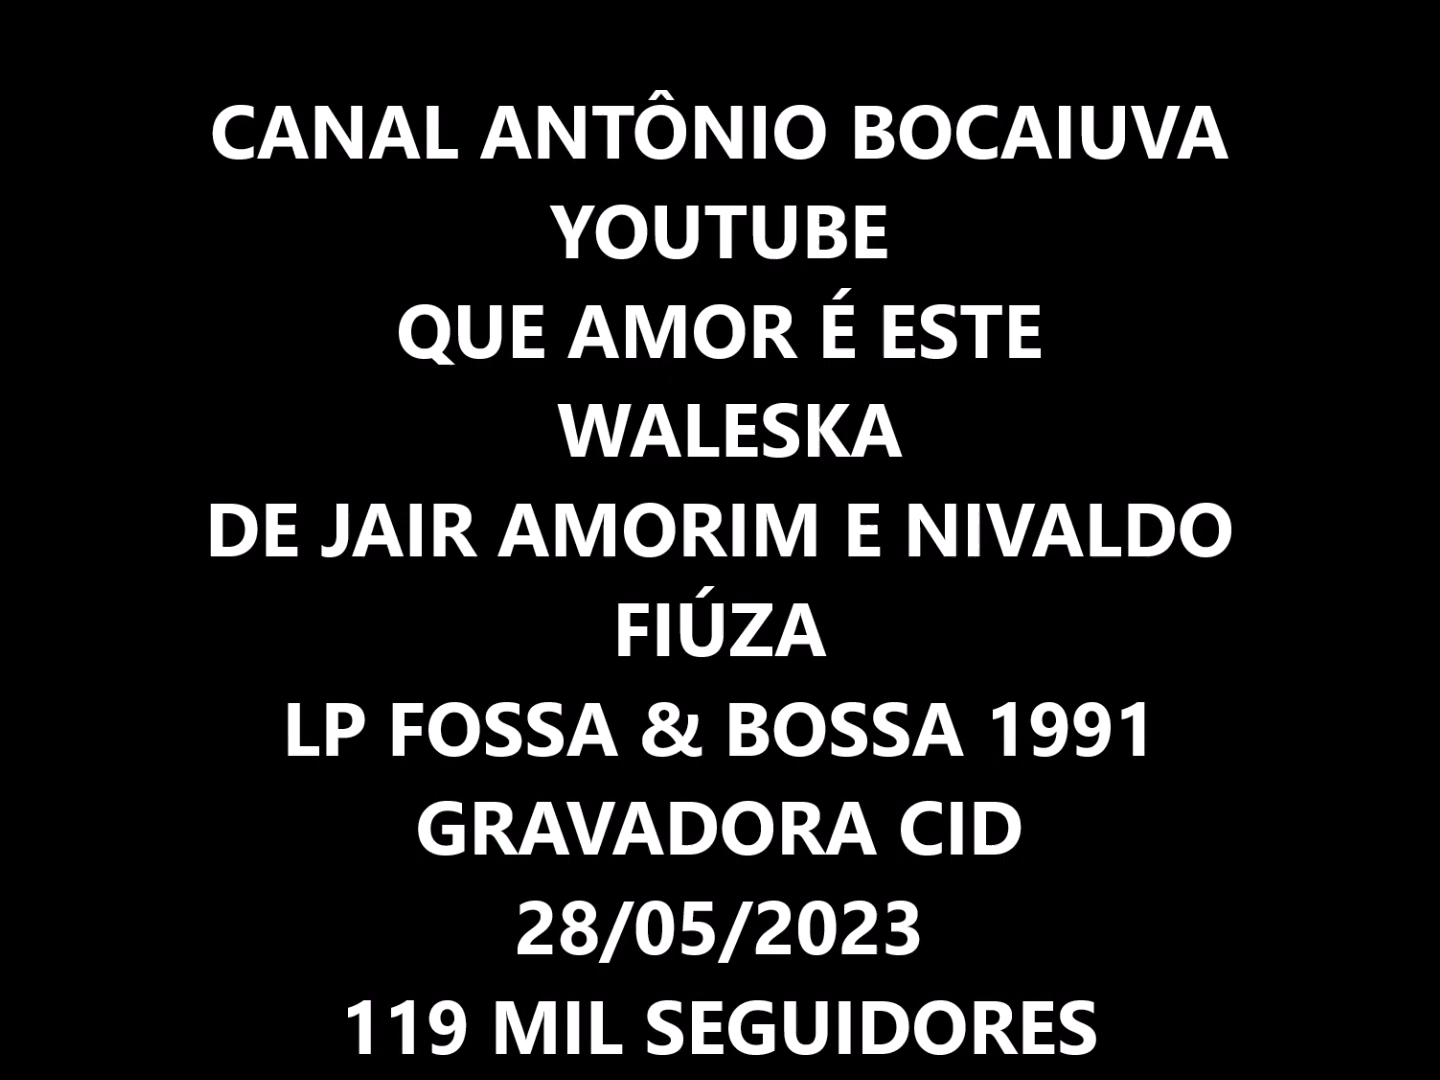 CANAL ANTÔNIO BOCAIUVA
YOUTUBE
QUE AMOR É ESTE
WALESKA
DE JAIR AMORIM E NIVALDO
FIÚZA
LP FOSSA & BOSSA 1991
GRAVADORA CID
28/05/2023
119 MIL SEGUIDORES